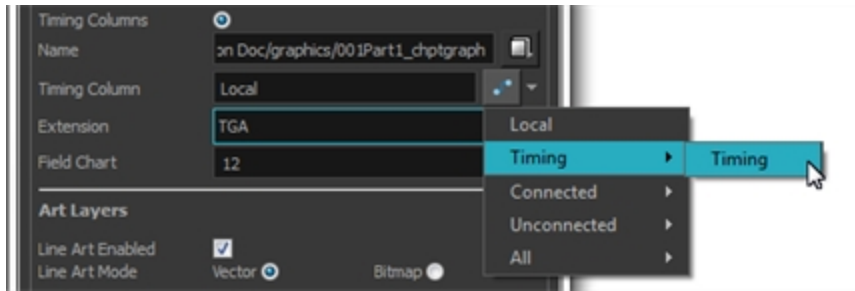 Timing Columns
Name on Doc/graphics/001Part1_chptgraph
Timing Column Local
Extension TGA
Field Chart 12
Local
Timing Timing
Connected
Unconnected
All
Art Layers
Line Art Enabled
Line Art Mode Vector Bitmap